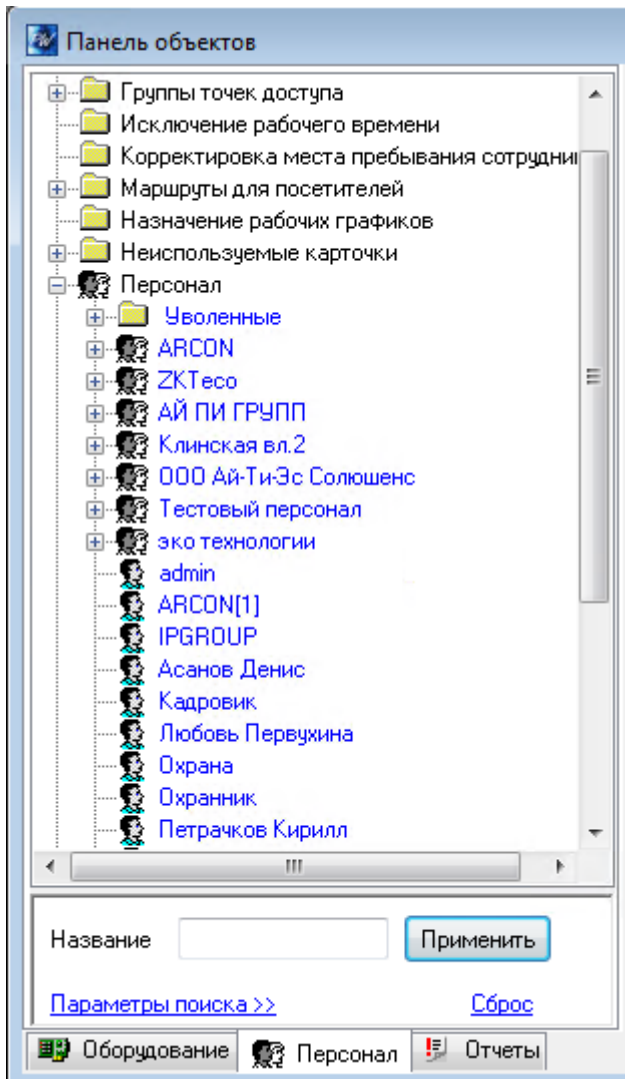 Панель объектов
Группы точек доступа
Исключение рабочего времени
Корректировка места пребывания сотрудни
Маршруты для посетителей
Назначение рабочих графиков
Неиспользуемые карточки
Персонал
Уволенные
ARCON
ZKTeco
АЙ ПИ ГРУПП
Клинская вл.2
ООО Ай-Ти-Эс Солюшенс
Тестовый персонал
эко технологии
admin
ARCON[1]
IPGROUP
Асанов Денис
Кадровик
Любовь Первухина
Охрана
Охранник
Петрачков Кирилл
Название Применить
Параметры поиска >> Сброс
Оборудование Персонал Отчеты